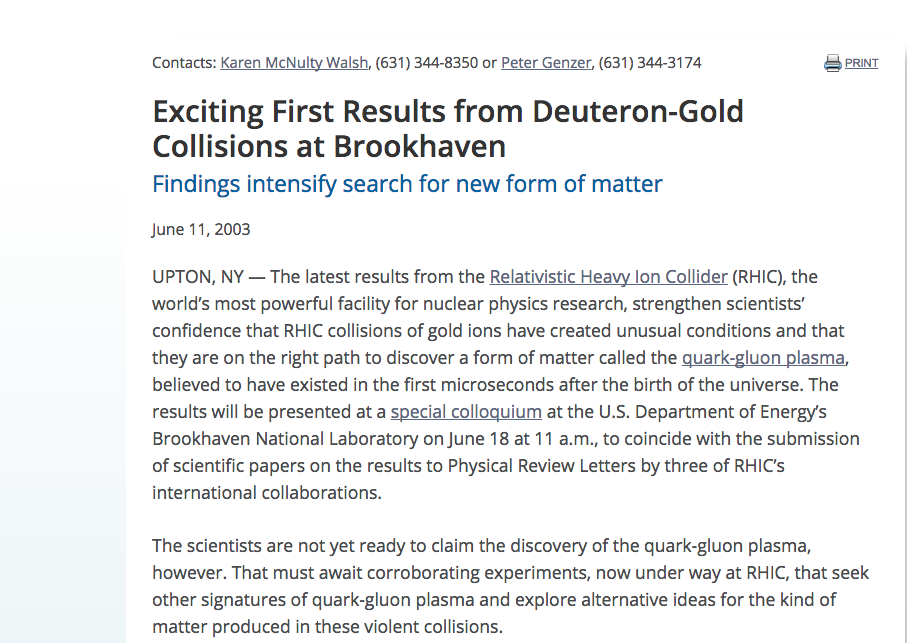 Contacts: Karen McNulty Walsh, (631) 344-8350 or Peter Genzer, (631) 344-3174
PRINT
Exciting First Results from Deuteron-Gold
Collisions at Brookhaven
Findings intensify search for new form of matter
June 11, 2003
UPTON, NY — The latest results from the Relativistic Heavy Ion Collider (RHIC), the
world’s most powerful facility for nuclear physics research, strengthen scientists’
confidence that RHIC collisions of gold ions have created unusual conditions and that
they are on the right path to discover a form of matter called the quark-gluon plasma,
believed to have existed in the first microseconds after the birth of the universe. The
results will be presented at a special colloquium at the U.S. Department of Energy’s
Brookhaven National Laboratory on June 18 at 11 a.m., to coincide with the submission
of scientific papers on the results to Physical Review Letters by three of RHIC’s
international collaborations.
The scientists are not yet ready to claim the discovery of the quark-gluon plasma,
however. That must await corroborating experiments, now under way at RHIC, that seek
other signatures of quark-gluon plasma and explore alternative ideas for the kind of
matter produced in these violent collisions.